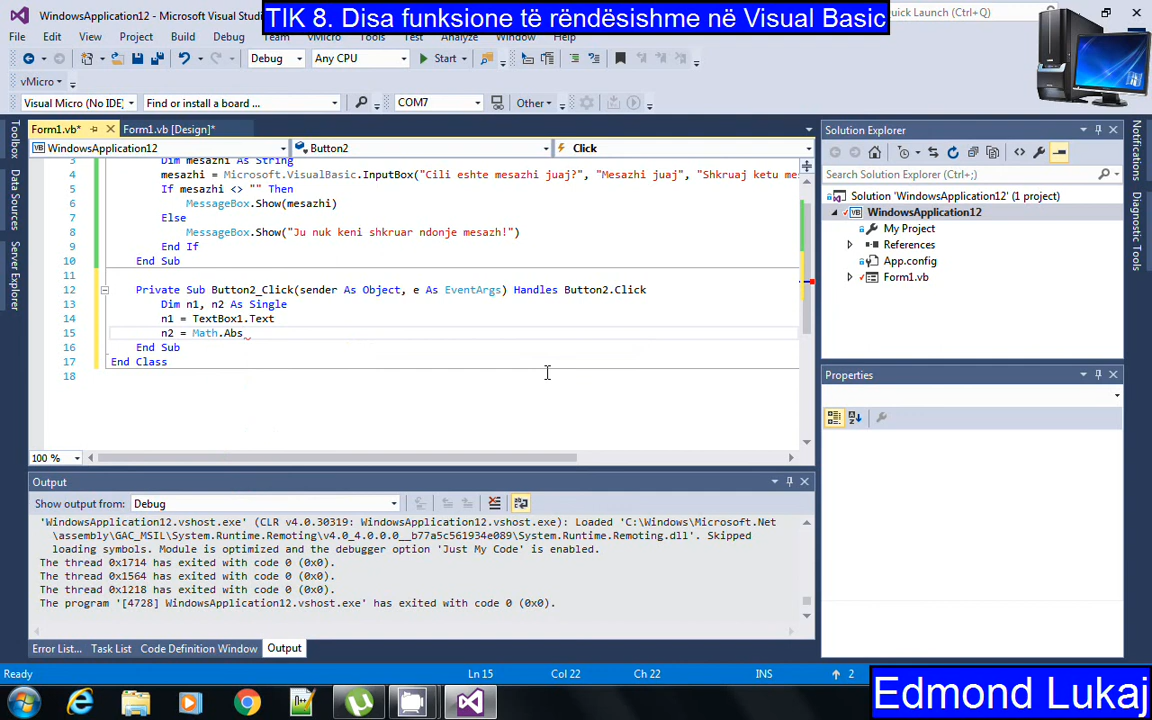 WindowsApplication12 - Microsoft Visual Studio
TIK 8. Disa funksione të rëndësishme në Visual Basic
Quick Launch (Ctrl+Q)
File Edit View Project Build Debug Team vMicro Tools Test Analyze Window Help
Debug Any CPU Start
vMicro
Visual Micro (No IDE) Find or install a board ... COM7 Other
Form1.vb* Form1.vb [Design]*
WindowsApplication12 Button2 Click
3 Dim mesazhi As String
4 mesazhi = Microsoft.VisualBasic.InputBox("Cili eshte mesazhi juaj?", "Mesazhi juaj", "Shkruaj ketu me
5 If mesazhi <> "" Then
6 MessageBox.Show(mesazhi)
7 Else
8 MessageBox.Show("Ju nuk keni shkruar ndonje mesazh!")
9 End If
10 End Sub
11
12 Private Sub Button2_Click(sender As Object, e As EventArgs) Handles Button2.Click
13 Dim n1, n2 As Single
14 n1 = TextBox1.Text
15 n2 = Math.Abs
16 End Sub
17 End Class
18
100 %
Toolbox
Data Sources
Server Explorer
Output
Show output from: Debug
'WindowsApplication12.vshost.exe' (CLR v4.0.30319: WindowsApplication12.vshost.exe): Loaded 'C:\Windows\Microsoft.Net
\assembly\GAC_MSIL\System.Runtime.Remoting\v4.0_4.0.0.0__b77a5c561934e089\System.Runtime.Remoting.dll'. Skipped
loading symbols. Module is optimized and the debugger option 'Just My Code' is enabled.
The thread 0x1714 has exited with code 0 (0x0).
The thread 0x1564 has exited with code 0 (0x0).
The thread 0x1218 has exited with code 0 (0x0).
The program '[4728] WindowsApplication12.vshost.exe' has exited with code 0 (0x0).
Error List... Task List Code Definition Window Output
Solution Explorer
Search Solution Explorer (Ctrl+;)
Solution 'WindowsApplication12' (1 project)
WindowsApplication12
My Project
References
App.config
Form1.vb
Properties
Notifications
Diagnostic Tools
Ready Ln 15 Col 22 Ch 22 INS 2
Edmond Lukaj